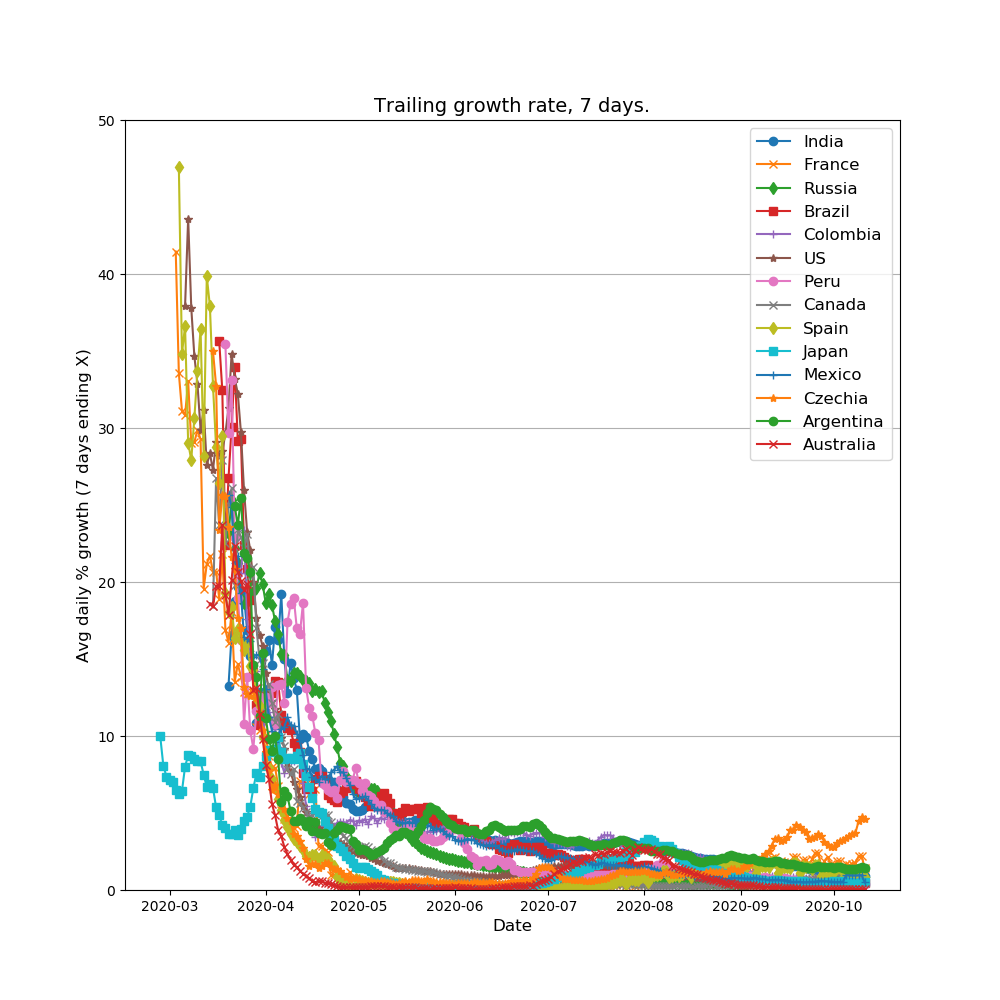 Trailing growth rate, 7 days.
50
40
30
20
10
0
Avg daily % growth (7 days ending X)
India
France
Russia
Brazil
Colombia
US
Peru
Canada
Spain
Japan
Mexico
Czechia
Argentina
Australia
2020-03 2020-04 2020-05 2020-06 2020-07 2020-08 2020-09 2020-10
Date